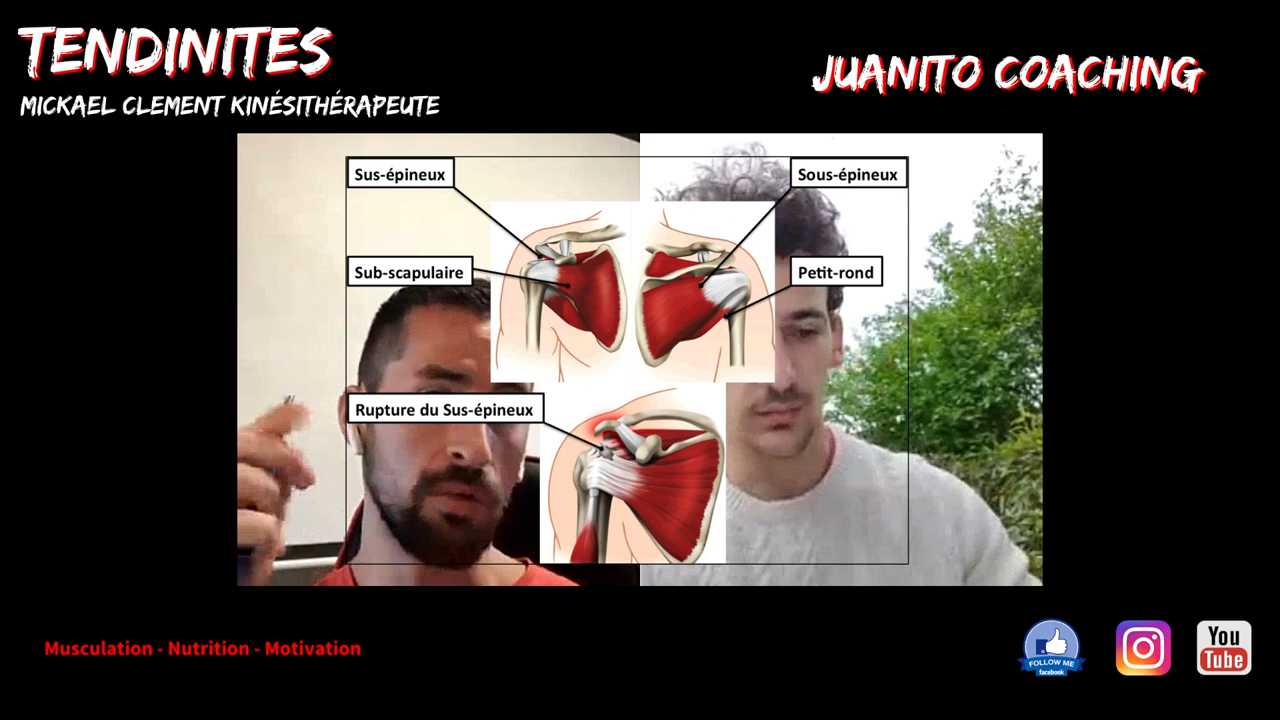 TENDINITES
MICKAEL CLEMENT KINÉSITHÉRAPEUTE
JUANITO COACHING
Sus-épineux
Sous-épineux
Sub-scapulaire
Petit-rond
Rupture du Sus-épineux
Musculation - Nutrition - Motivation
FOLLOW ME
facebook
You
Tube